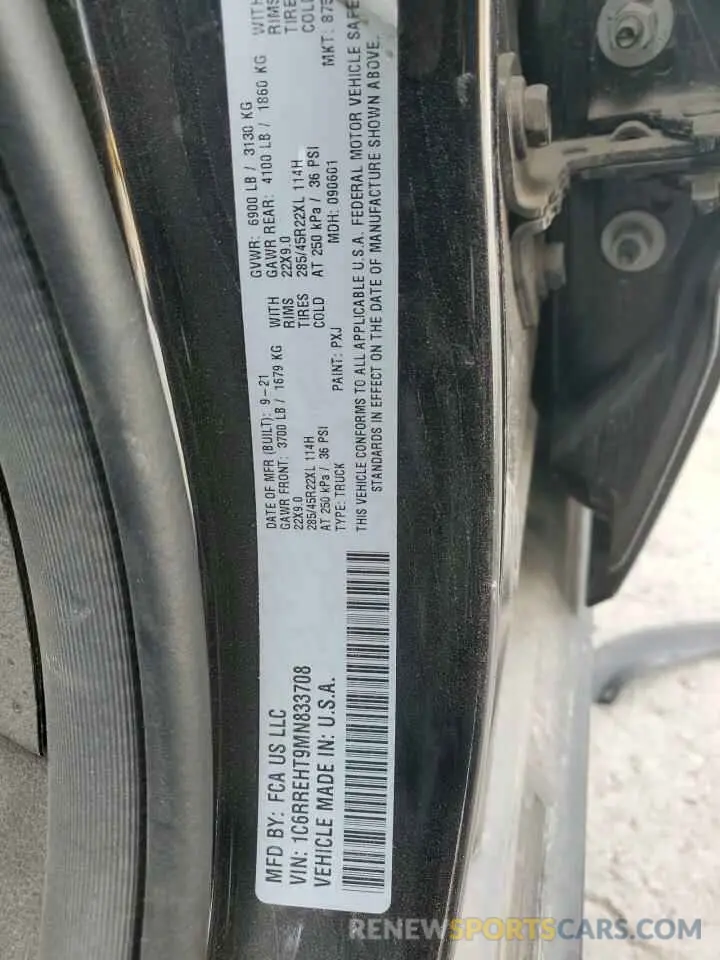 MFD BY: FCA US LLC
VIN: 1C6RREHT9MN833708
VEHICLE MADE IN: U.S.A.
DATE OF MFR (BUILT): 9-21
GAWR FRONT: 3700 LB / 1679 KG WITH
22X9.0 RIMS
285/45R22XL 114H TIRES
AT 250 kPa / 36 PSI COLD
TYPE: TRUCK PAINT: PXJ
GVWR: 6900 LB / 3130 KG
GAWR REAR: 4100 LB / 1860 KG WITH
22X9.0 RIMS
285/45R22XL 114H TIRES
AT 250 kPa / 36 PSI COLD
MDH: 090601 MKT:
THIS VEHICLE CONFORMS TO ALL APPLICABLE U.S.A. FEDERAL MOTOR VEHICLE
STANDARDS IN EFFECT ON THE DATE OF MANUFACTURE SHOWN ABOVE.
RENEWSPORTSCARS.COM